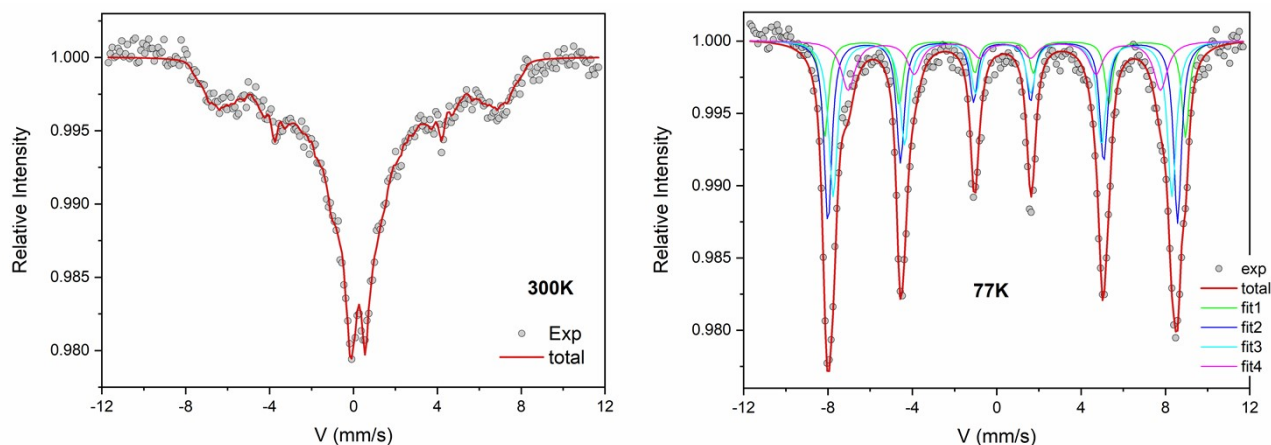 1.000
0.995
0.990
0.985
0.980
Relative Intensity
300K
Exp
total
-12 -8 -4 0 4 8 12
V (mm/s)
1.000
0.995
0.990
0.985
0.980
Relative Intensity
77K
exp
total
fit1
fit2
fit3
fit4
-12 -8 -4 0 4 8 12
V (mm/s)